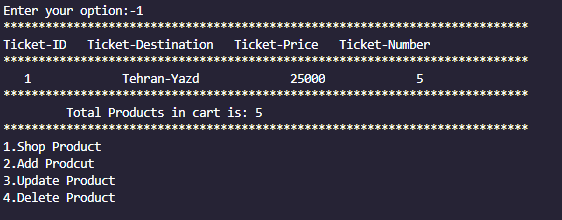 Enter your option:-1
***************************************************************************
Ticket-ID   Ticket-Destination   Ticket-Price   Ticket-Number
***************************************************************************
   1             Tehran-Yazd             25000             5
***************************************************************************
         Total Products in cart is: 5
***************************************************************************
1.Shop Product
2.Add Prodcut
3.Update Product
4.Delete Product